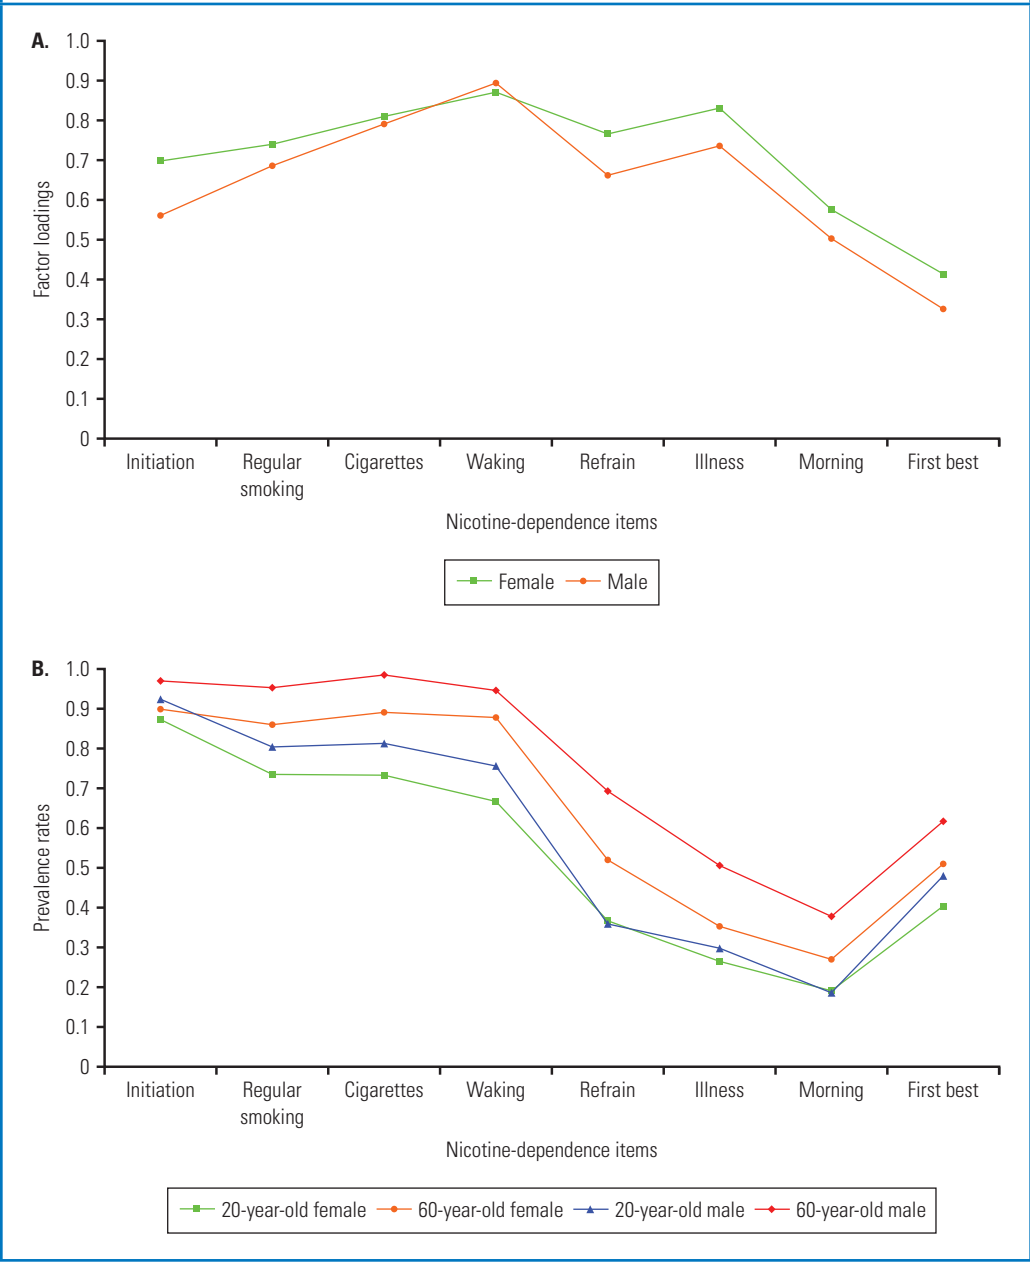 A.
1.0
0.9
0.8
0.7
0.6
0.5
0.4
0.3
0.2
0.1
0
Factor loadings
Initiation Regular Cigarettes Waking Refrain Illness Morning First best
smoking
Nicotine-dependence items
Female Male
B.
1.0
0.9
0.8
0.7
0.6
0.5
0.4
0.3
0.2
0.1
0
Prevalence rates
Initiation Regular Cigarettes Waking Refrain Illness Morning First best
smoking
Nicotine-dependence items
20-year-old female 60-year-old female 20-year-old male 60-year-old male